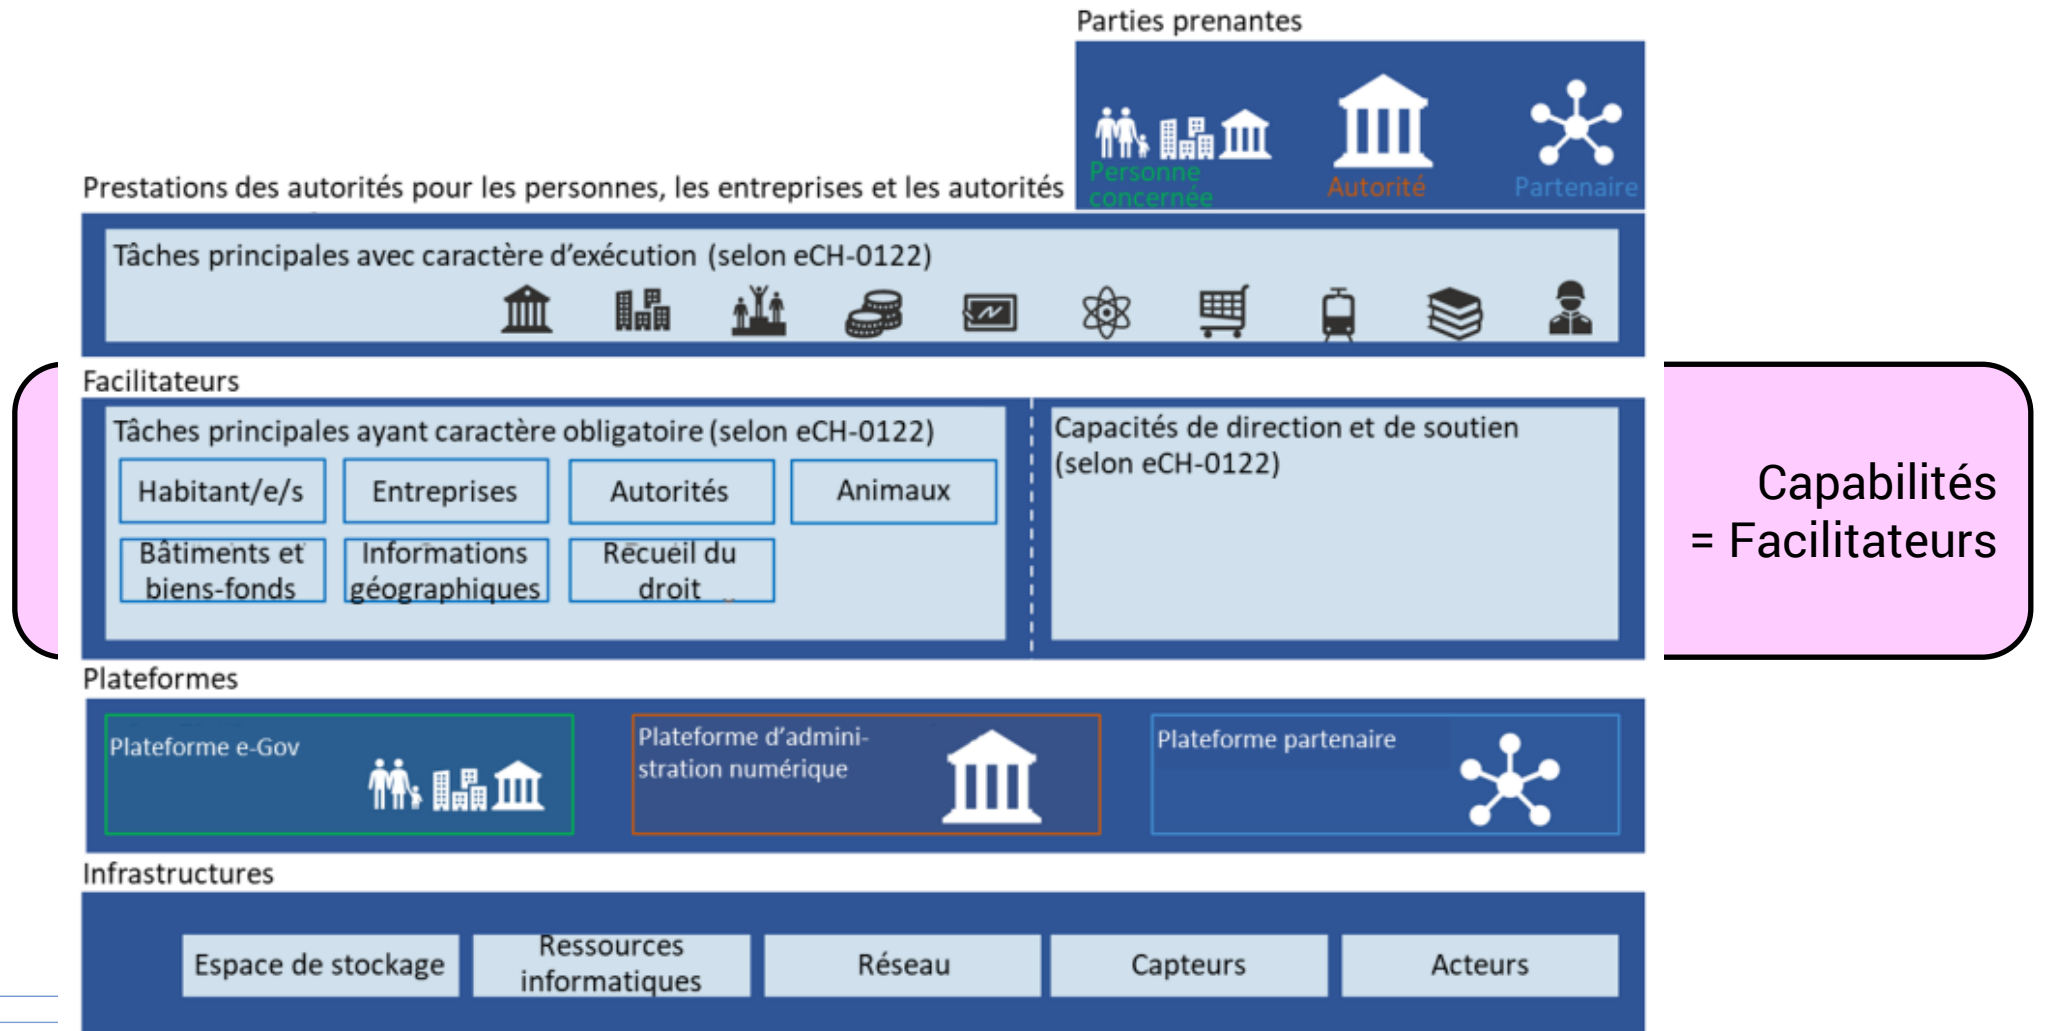 Parties prenantes
Personne
concernée
Autorité
Partenaire
Prestations des autorités pour les personnes, les entreprises et les autorités
Tâches principales avec caractère d’exécution (selon eCH-0122)
Facilitateurs
Tâches principales ayant caractère obligatoire (selon eCH-0122)
Habitant/e/s
Entreprises
Autorités
Animaux
Bâtiments et
biens-fonds
Informations
géographiques
Recueil du
droit
Capacités de direction et de soutien
(selon eCH-0122)
Capabilités
= Facilitateurs
Plateformes
Plateforme e-Gov
Plateforme d’admini-
stration numérique
Plateforme partenaire
Infrastructures
Espace de stockage
Ressources
informatiques
Réseau
Capteurs
Acteurs